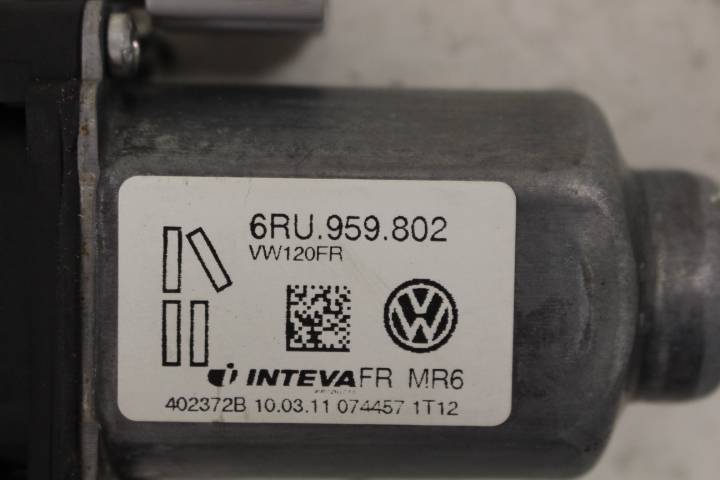 6RU.959.802
VW120FR
INTEVA FR MR6
402372B 10.03.11 074457 1T12